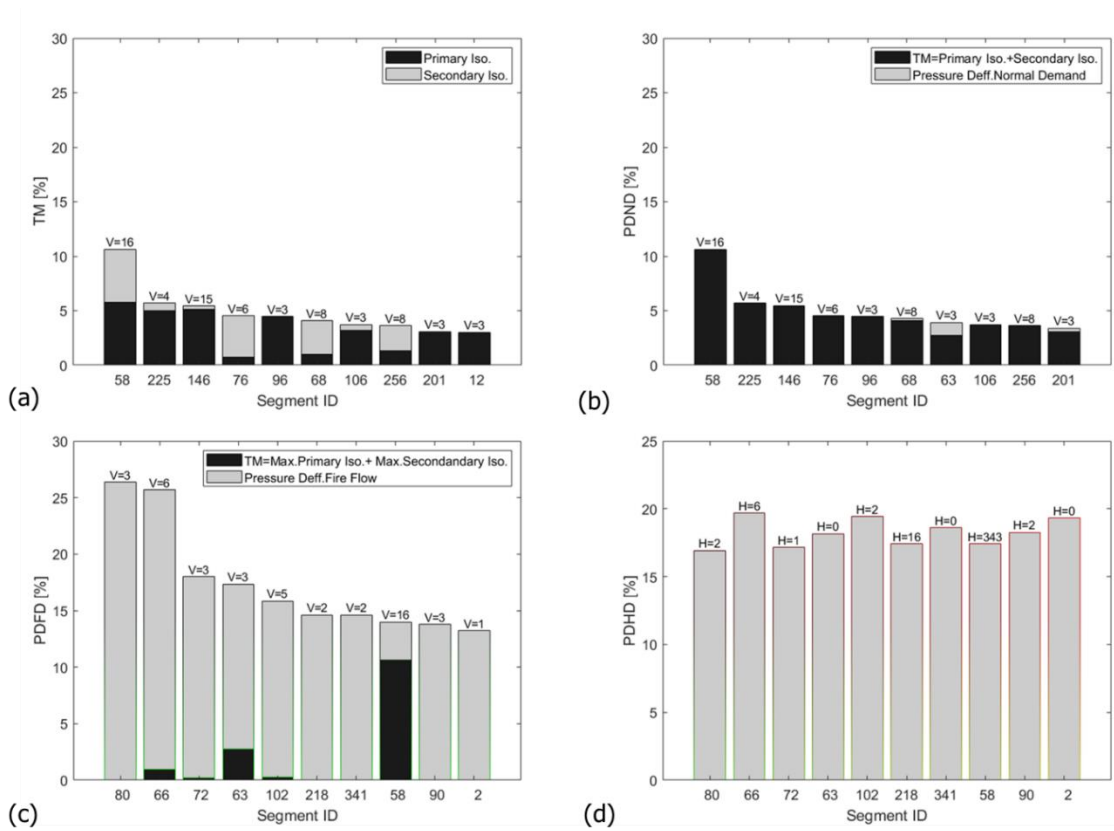 30
25
20
15
10
5
0
TM [%]
Primary Iso.
Secondary Iso.
V=16
V=4
V=15
V=6
V=3
V=8
V=3
V=8
V=3
V=3
58 225 146 76 96 68 106 256 201 12
Segment ID
(a)
30
25
20
15
10
5
0
PDND [%]
TM=Primary Iso.+Secondary Iso.
Pressure Deff.Normal Demand
V=16
V=4
V=15
V=6
V=3
V=8
V=3
V=3
V=8
V=3
58 225 146 76 96 68 63 106 256 201
Segment ID
(b)
30
25
20
15
10
5
0
PDFD [%]
TM=Max.Primary Iso.+ Max.Secondandary Iso.
Pressure Deff.Fire Flow
V=3
V=6
V=3
V=3
V=5
V=2
V=2
V=16
V=3
V=1
80 66 72 63 102 218 341 58 90 2
Segment ID
(c)
25
20
15
10
5
0
PDHD [%]
H=2
H=6
H=1
H=0
H=2
H=16
H=0
H=343
H=2
H=0
80 66 72 63 102 218 341 58 90 2
Segment ID
(d)